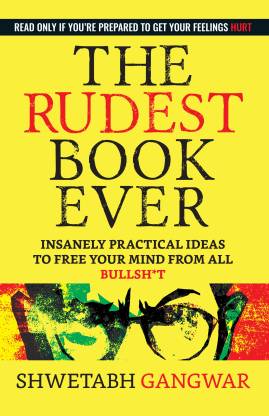 READ ONLY IF YOU'RE PREPARED TO GET YOUR FEELINGS HURT
THE
RUDEST
BOOK
EVER
INSANELY PRACTICAL IDEAS
TO FREE YOUR MIND FROM ALL
BULLSH*T
SHWETABH GANGWAR